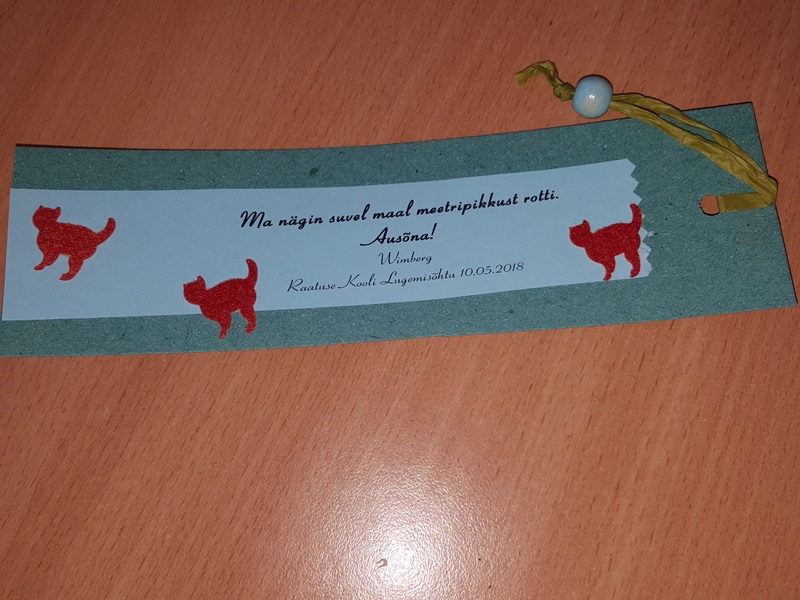 Ma nägin suvel maal meetripikkust rotti.
Ausõna!
Wimberg
Raatuse Kooli Lugemisõhtu 10.05.2018